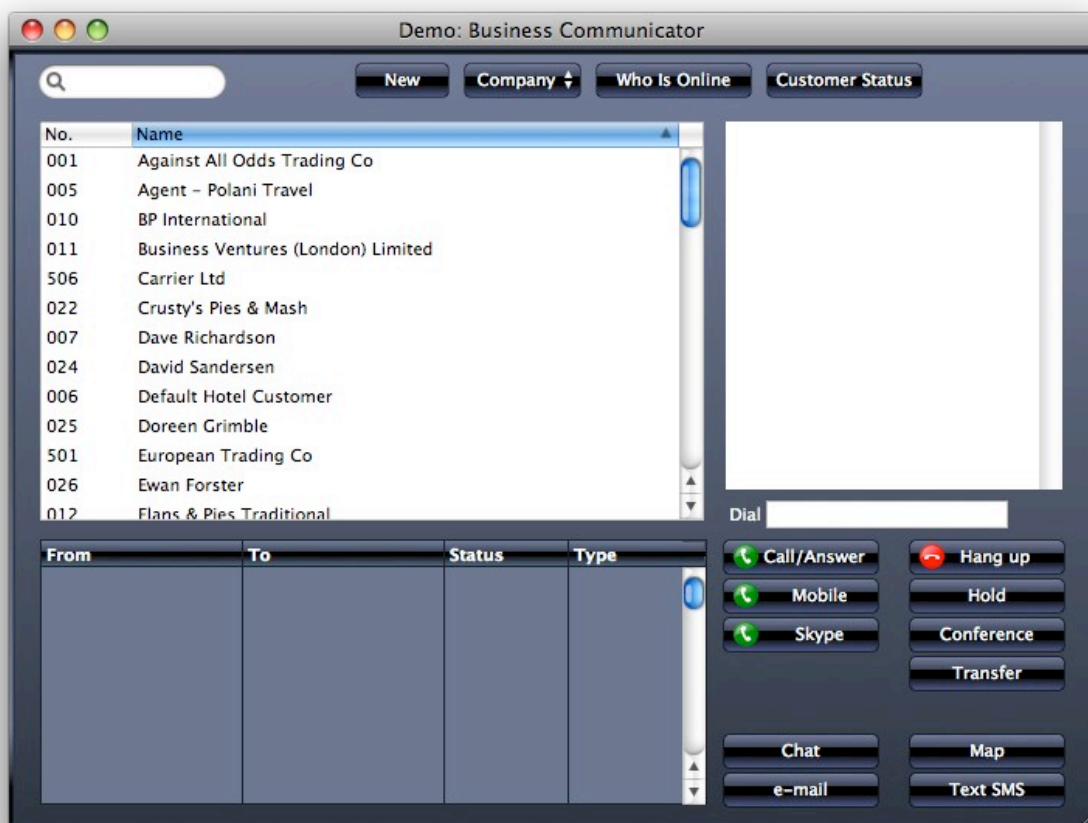 Demo: Business Communicator
New Company Who Is Online Customer Status
No. Name
001 Against All Odds Trading Co
005 Agent – Polani Travel
010 BP International
011 Business Ventures (London) Limited
506 Carrier Ltd
022 Crusty's Pies & Mash
007 Dave Richardson
024 David Sandersen
006 Default Hotel Customer
025 Doreen Grimble
501 European Trading Co
026 Ewan Forster
012 Flans & Pies Traditional
Dial
From To Status Type
Call/Answer Hang up
Mobile Hold
Skype Conference
Transfer
Chat Map
e-mail Text SMS